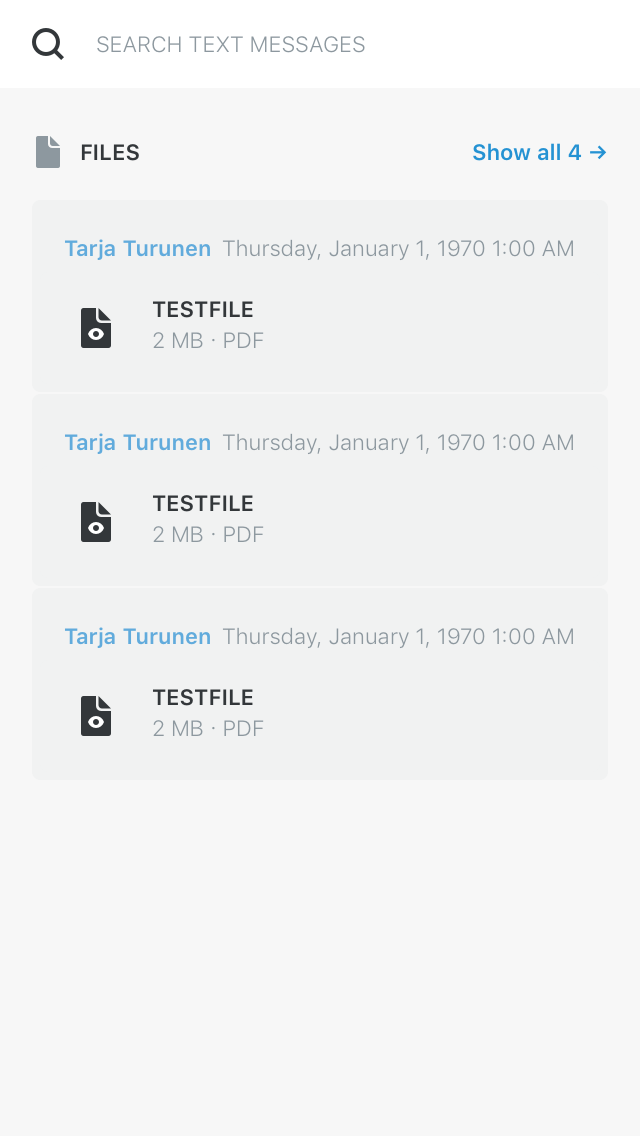 SEARCH TEXT MESSAGES
FILES
Show all 4 →
Tarja Turunen Thursday, January 1, 1970 1:00 AM
TESTFILE
2 MB · PDF
Tarja Turunen Thursday, January 1, 1970 1:00 AM
TESTFILE
2 MB · PDF
Tarja Turunen Thursday, January 1, 1970 1:00 AM
TESTFILE
2 MB · PDF